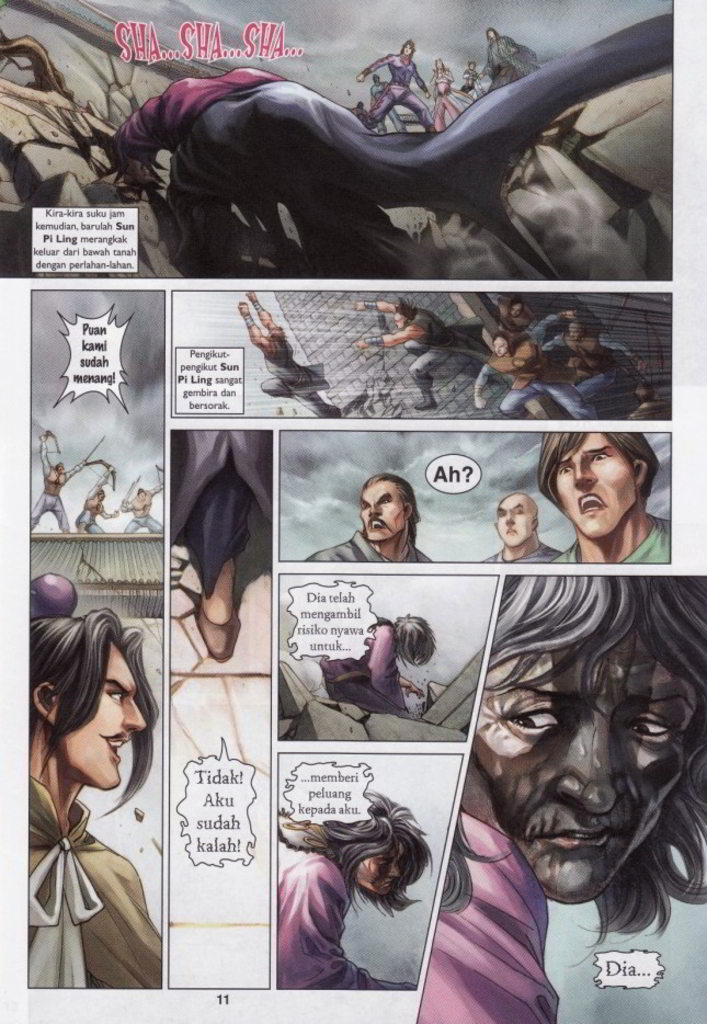 SHA...SHA...SHA...
Kira-kira suku jam
kemudian, barulah Sun
Pi Ling merangkak
keluar dari bawah tanah
dengan perlahan-lahan.
Puan
kami
sudah
menang!
Pengikut-
pengikut Sun
Pi Ling sangat
gembira dan
bersorak.
Ah?
Tidak!
Aku
sudah
kalah!
Dia telah
mengambil
risiko nyawa
untuk...
...memberi
peluang
kepada aku.
Dia...
11